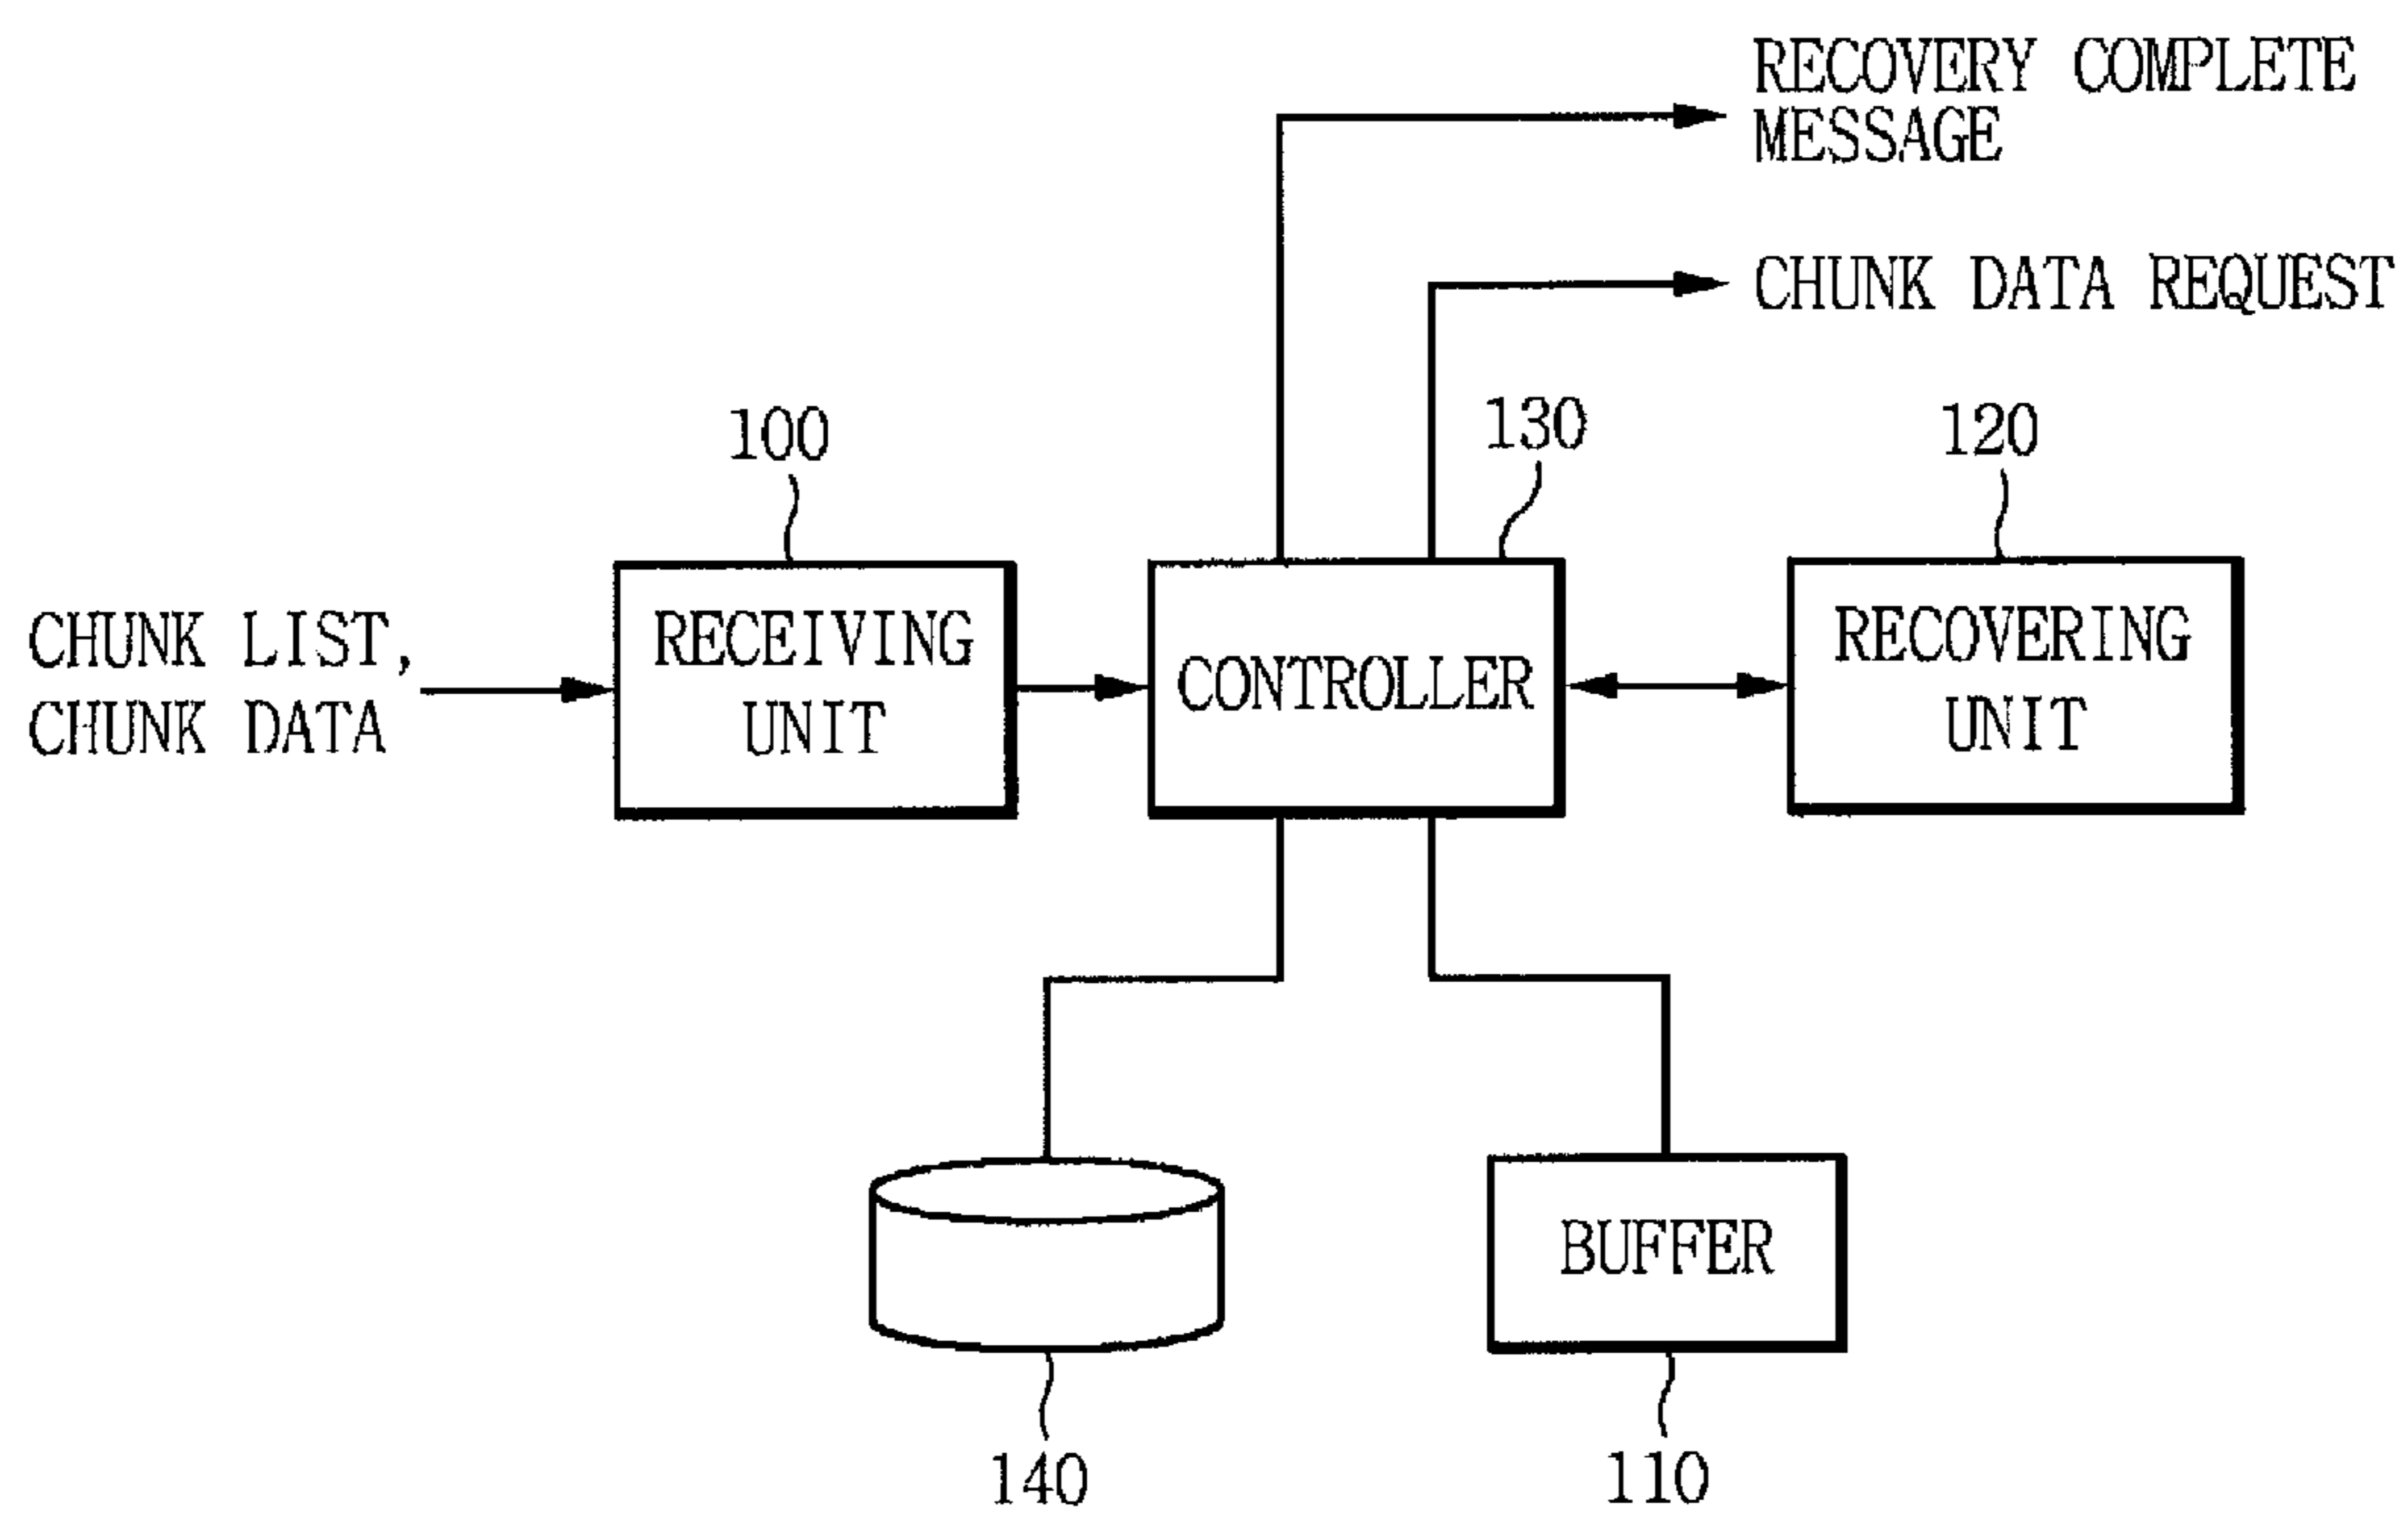 RECOVERY COMPLETE
MESSAGE
CHUNK DATA REQUEST
100
130
120
CHUNK LIST,
CHUNK DATA
RECEIVING
UNIT
CONTROLLER
RECOVERING
UNIT
BUFFER
140
110